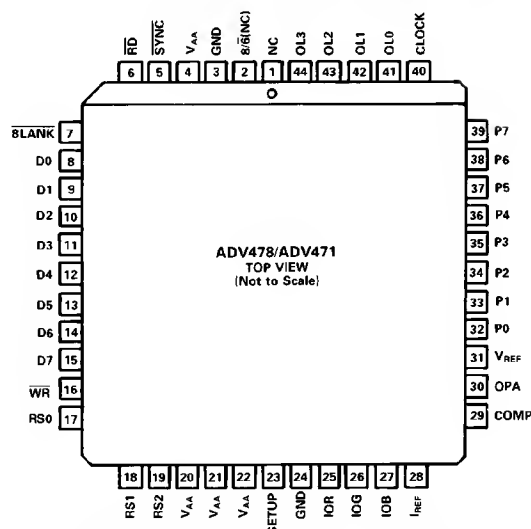 R̅D̅ S̅Y̅N̅C̅ VAA GND 8/6̅(NC) NC OL3 OL2 OL1 OL0 CLOCK
6 5 4 3 2 1 44 43 42 41 40
B̅L̅A̅N̅K̅ 7
D0 8
D1 9
D2 10
D3 11
D4 12
D5 13
D6 14
D7 15
W̅R̅ 16
RS0 17
ADV478/ADV471
TOP VIEW
(Not to Scale)
39 P7
38 P6
37 P5
36 P4
35 P3
34 P2
33 P1
32 P0
31 VREF
30 OPA
29 COMP
18 19 20 21 22 23 24 25 26 27 28
RS1 RS2 VAA VAA VAA SETUP GND IOR IOG IOB IREF